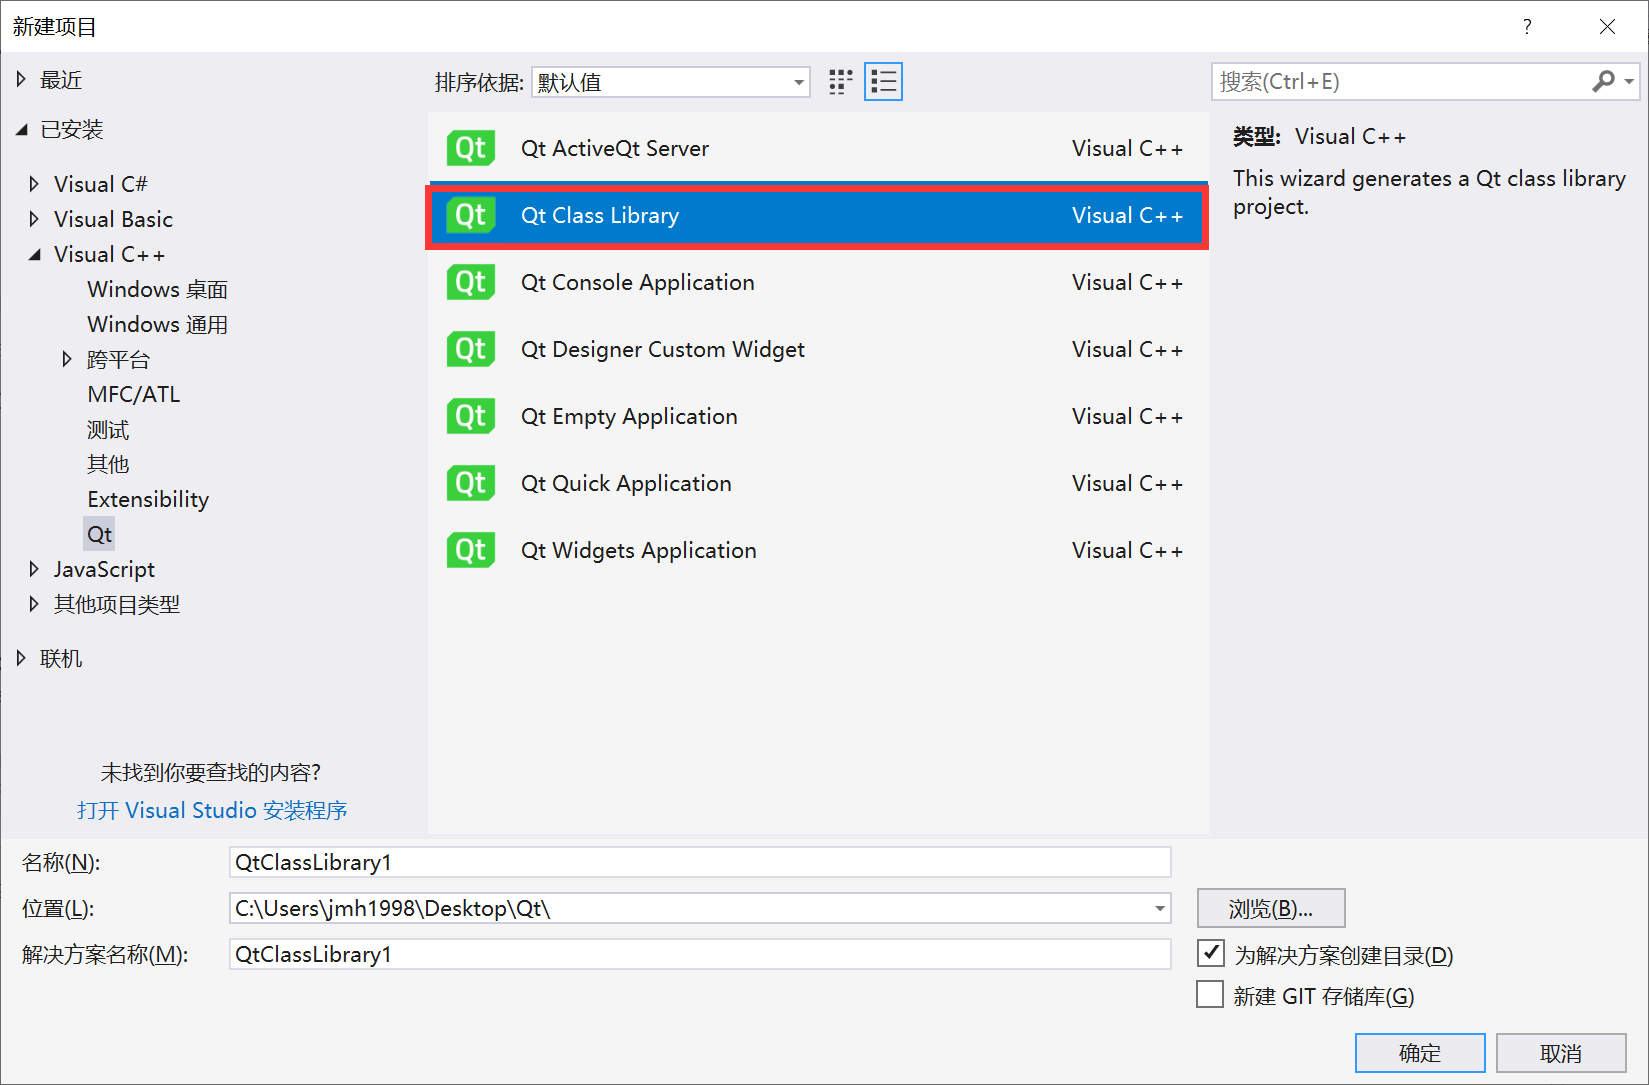 新建项目
?
最近
已安装
Visual C#
Visual Basic
Visual C++
Windows 桌面
Windows 通用
跨平台
MFC/ATL
测试
其他
Extensibility
Qt
JavaScript
其他项目类型
联机
未找到你要查找的内容?
打开 Visual Studio 安装程序
排序依据: 默认值
Qt Qt ActiveQt Server Visual C++
Qt Qt Class Library Visual C++
Qt Qt Console Application Visual C++
Qt Qt Designer Custom Widget Visual C++
Qt Qt Empty Application Visual C++
Qt Qt Quick Application Visual C++
Qt Qt Widgets Application Visual C++
搜索(Ctrl+E)
类型: Visual C++
This wizard generates a Qt class library
project.
名称(N): QtClassLibrary1
位置(L): C:\Users\jmh1998\Desktop\Qt\
浏览(B)...
解决方案名称(M): QtClassLibrary1
为解决方案创建目录(D)
新建 GIT 存储库(G)
确定
取消